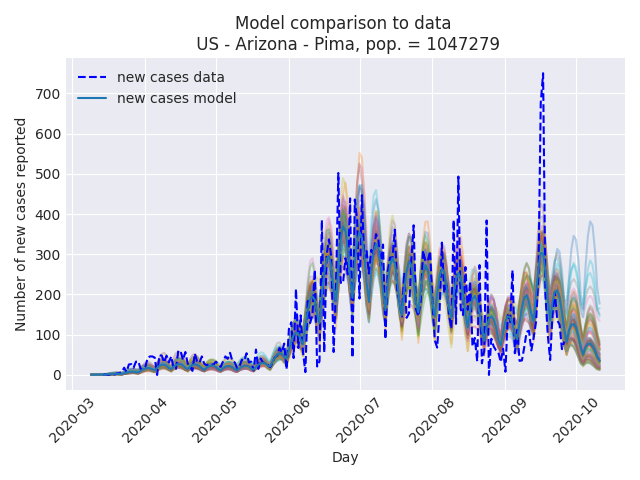 Model comparison to data
US - Arizona - Pima, pop. = 1047279
new cases data
new cases model
Number of new cases reported
700
600
500
400
300
200
100
0
2020-03
2020-04
2020-05
2020-06
2020-07
2020-08
2020-09
2020-10
Day